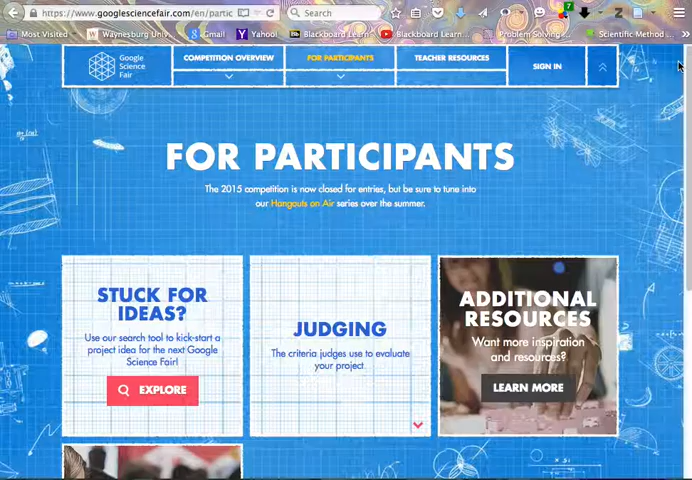 https://www.googlesciencefair.com/en/partic
Search
7
Most Visited
Waynesburg Univ...
Gmail
Yahoo!
Blackboard Learn...
Blackboard Learn...
Problem Solving...
Scientific Method ...
Google
Science
Fair
COMPETITION OVERVIEW
FOR PARTICIPANTS
TEACHER RESOURCES
SIGN IN
FOR PARTICIPANTS
The 2015 competition is now closed for entries, but be sure to tune into
our Hangouts on Air series over the summer.
STUCK FOR
IDEAS?
Use our search tool to kick-start a
project idea for the next Google
Science Fair!
EXPLORE
JUDGING
The criteria judges use to evaluate
your project
ADDITIONAL
RESOURCES
Want more inspiration
and resources?
LEARN MORE